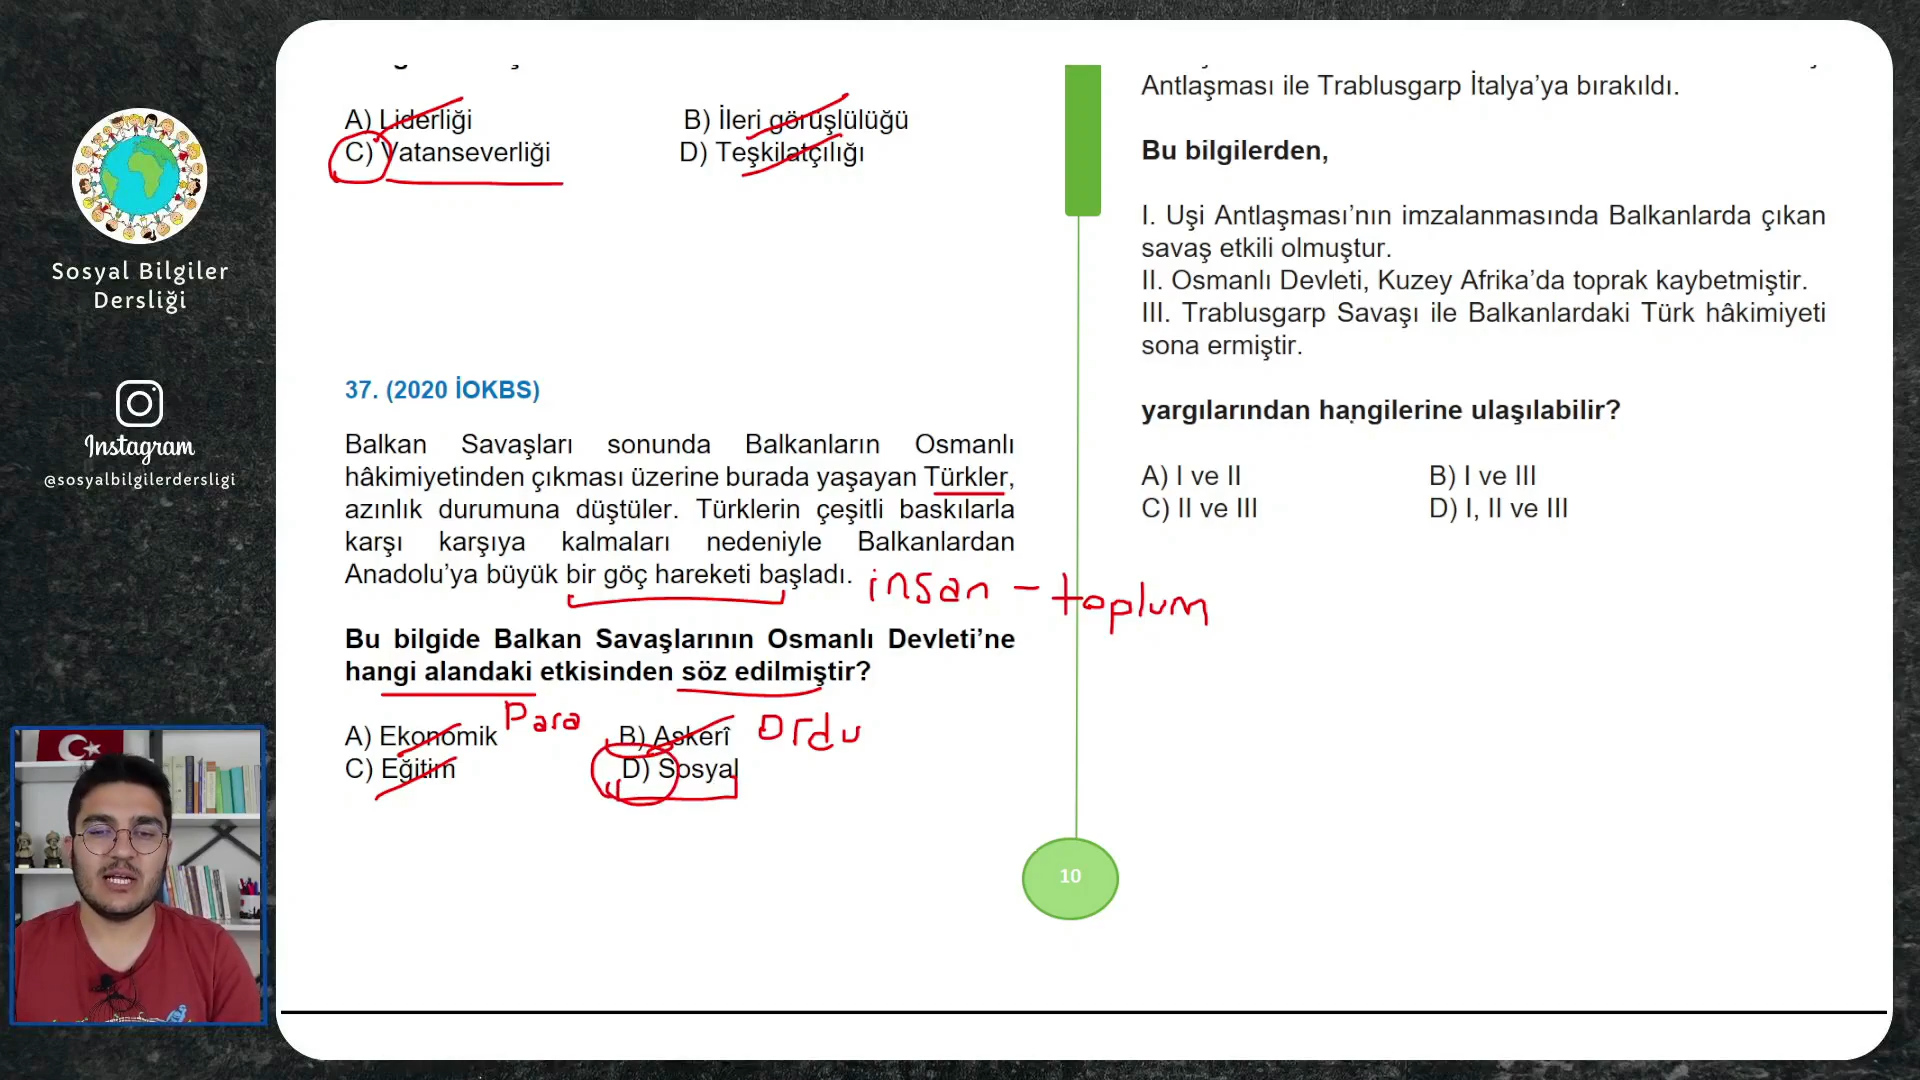 Sosyal Bilgiler
Dersliği
Instagram
@sosyalbilgilerdersligi
A) Liderliği
B) İleri görüşlülüğü
C) Vatanseverliği
D) Teşkilatçılığı
37. (2020 İOKBS)
Balkan Savaşları sonunda Balkanların Osmanlı
hâkimiyetinden çıkması üzerine burada yaşayan Türkler,
azınlık durumuna düştüler. Türklerin çeşitli baskılarla
karşı karşıya kalmaları nedeniyle Balkanlardan
Anadolu’ya büyük bir göç hareketi başladı.
insan - toplum
Bu bilgide Balkan Savaşlarının Osmanlı Devleti’ne
hangi alandaki etkisinden söz edilmiştir?
A) Ekonomik
Para
B) Askerî
ordu
C) Eğitim
D) Sosyal
10
Antlaşması ile Trablusgarp İtalya’ya bırakıldı.
Bu bilgilerden,
I. Uşi Antlaşması’nın imzalanmasında Balkanlarda çıkan
savaş etkili olmuştur.
II. Osmanlı Devleti, Kuzey Afrika’da toprak kaybetmiştir.
III. Trablusgarp Savaşı ile Balkanlardaki Türk hâkimiyeti
sona ermiştir.
yargılarından hangilerine ulaşılabilir?
A) I ve II
B) I ve III
C) II ve III
D) I, II ve III